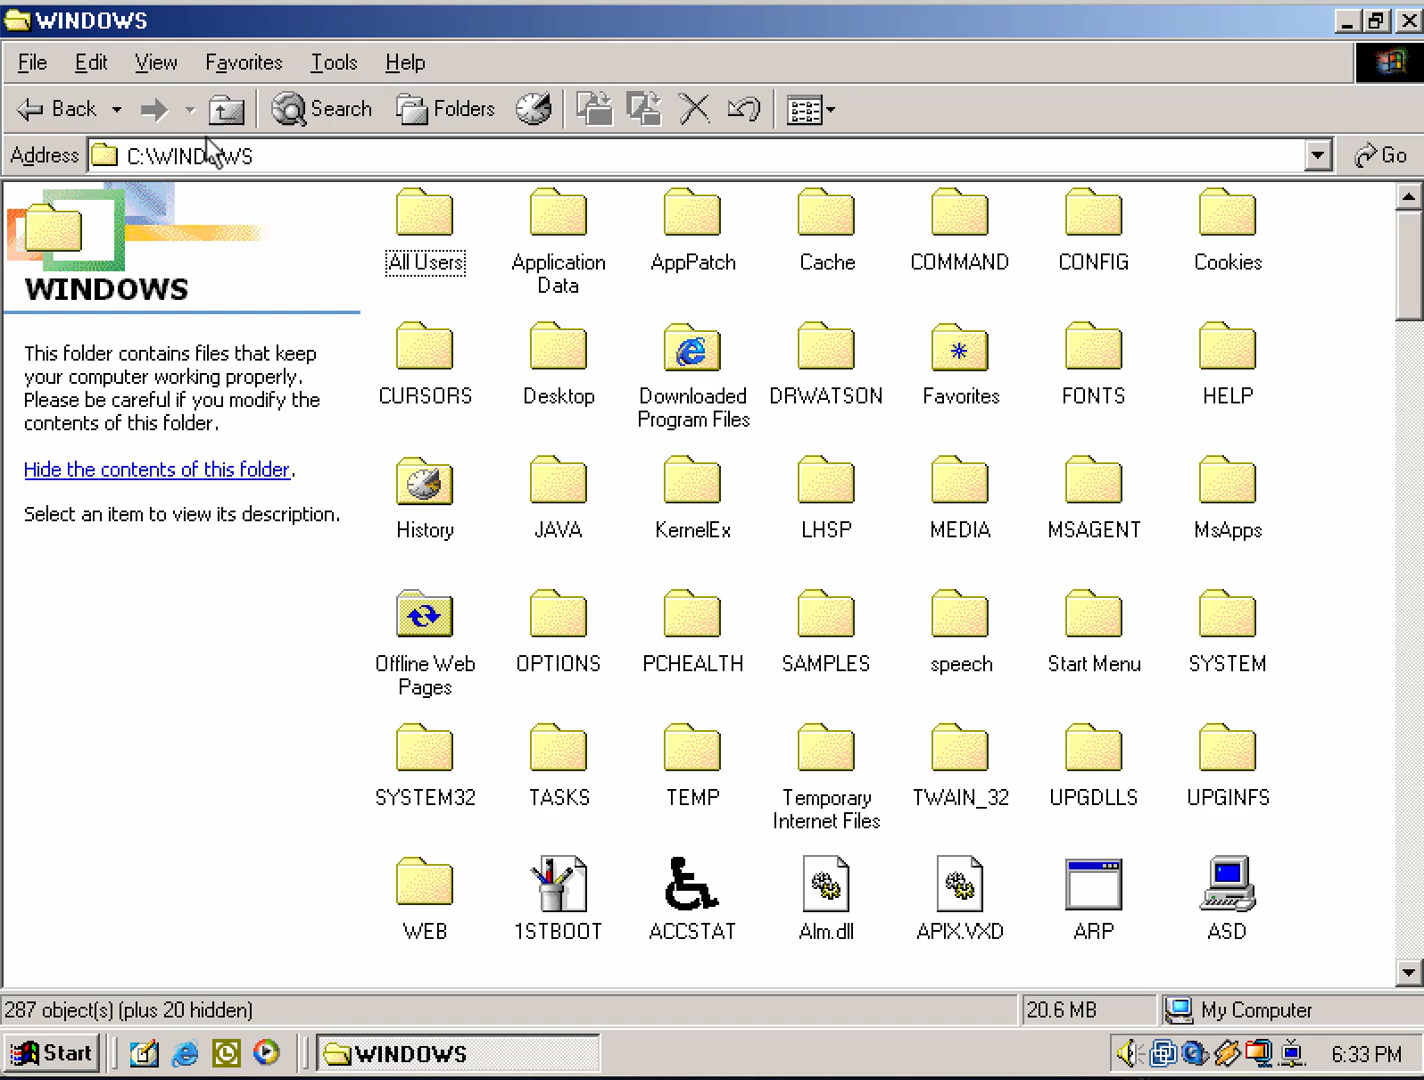 WINDOWS
File Edit View Favorites Tools Help
Back Search Folders
Address C:\WINDOWS Go
WINDOWS
This folder contains files that keep
your computer working properly.
Please be careful if you modify the
contents of this folder.
Hide the contents of this folder.
Select an item to view its description.
All Users Application AppPatch Cache COMMAND CONFIG Cookies
Data
CURSORS Desktop Downloaded DRWATSON Favorites FONTS HELP
Program Files
History JAVA KernelEx LHSP MEDIA MSAGENT MsApps
Offline Web OPTIONS PCHEALTH SAMPLES speech Start Menu SYSTEM
Pages
SYSTEM32 TASKS TEMP Temporary TWAIN_32 UPGDLLS UPGINFS
Internet Files
WEB 1STBOOT ACCSTAT Alm.dll APIX.VXD ARP ASD
287 object(s) (plus 20 hidden) 20.6 MB My Computer
Start WINDOWS 6:33 PM